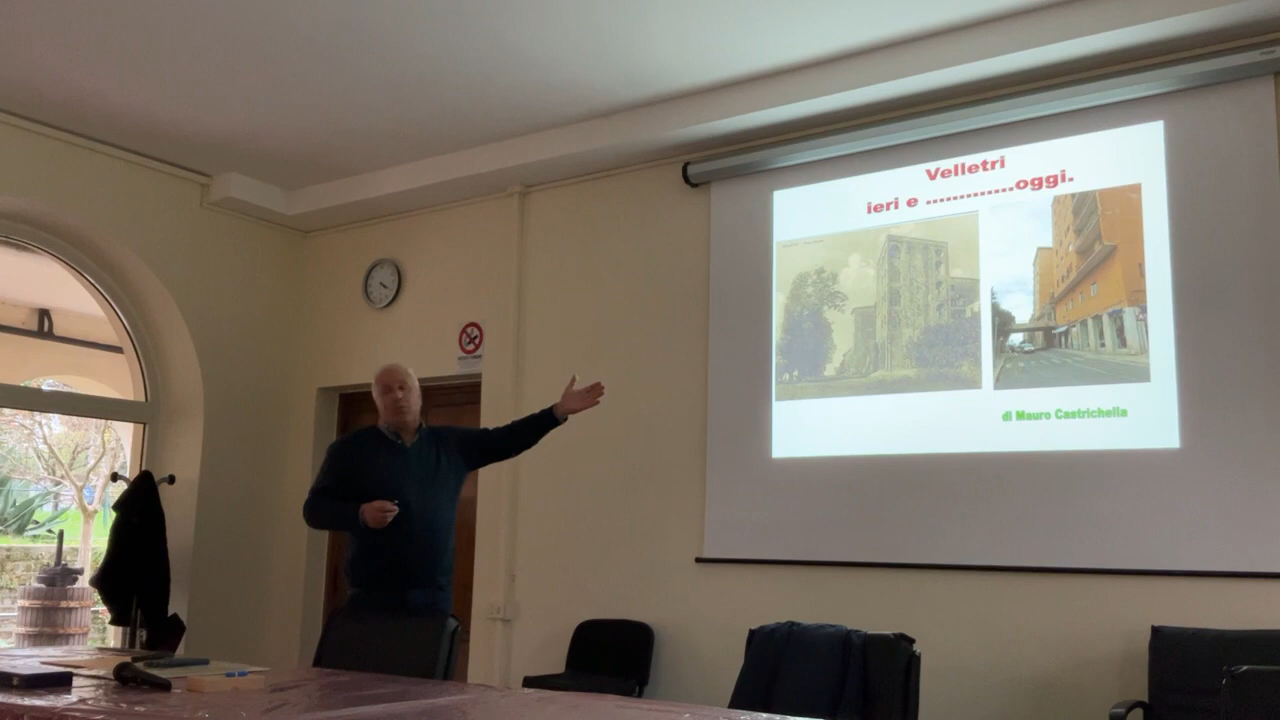 Velletri
ieri e .............oggi.
di Mauro Castrichella